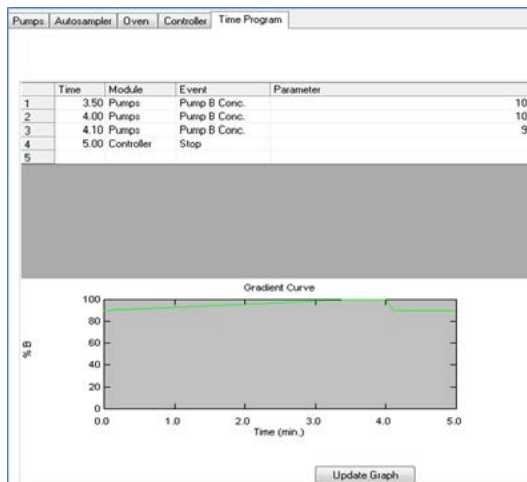 Pumps Autosampler Oven Controller Time Program
Time Module Event Parameter
1 3.50 Pumps Pump B Conc. 10
2 4.00 Pumps Pump B Conc. 10
3 4.10 Pumps Pump B Conc. 9
4 5.00 Controller Stop
5
Gradient Curve
100
80
60
40
20
0
% B
0.0 1.0 2.0 3.0 4.0 5.0
Time (min.)
Update Graph